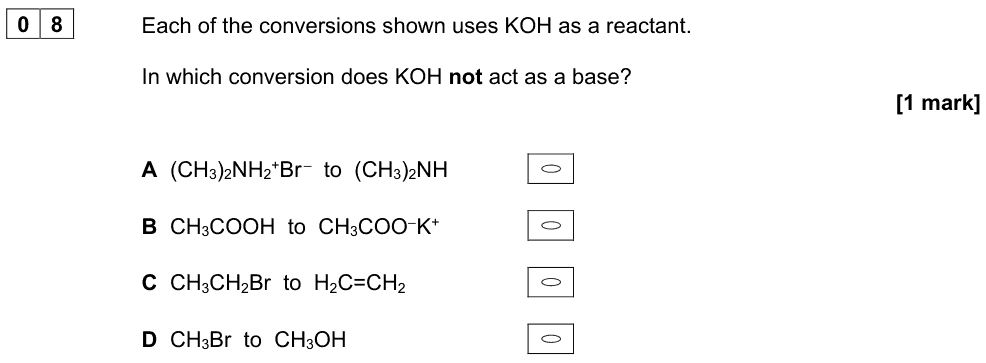 0 8 Each of the conversions shown uses KOH as a reactant.
In which conversion does KOH not act as a base?
[1 mark]
A (CH₃)₂NH₂⁺Br⁻ to (CH₃)₂NH
B CH₃COOH to CH₃COO⁻K⁺
C CH₃CH₂Br to H₂C=CH₂
D CH₃Br to CH₃OH